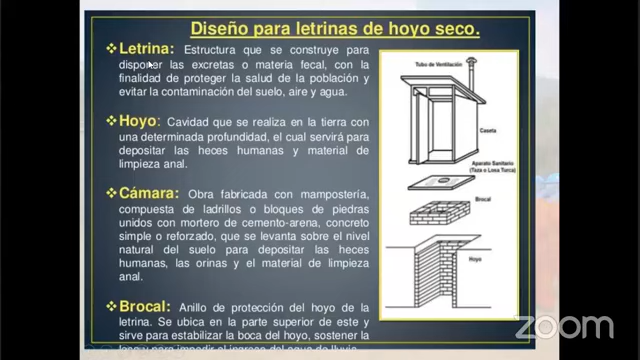 Diseño para letrinas de hoyo seco.
❖Letrina: Estructura que se construye para
disponer las excretas o materia fecal, con la
finalidad de proteger la salud de la población y
evitar la contaminación del suelo, aire y agua.
❖Hoyo: Cavidad que se realiza en la tierra con
una determinada profundidad, el cual servirá para
depositar las heces humanas y material de
limpieza anal.
❖Cámara: Obra fabricada con mampostería,
compuesta de ladrillos o bloques de piedras
unidos con mortero de cemento-arena, concreto
simple o reforzado, que se levanta sobre el nivel
natural del suelo para depositar las heces
humanas, las orinas y el material de limpieza
anal.
❖Brocal: Anillo de protección del hoyo de la
letrina. Se ubica en la parte superior de este y
sirve para estabilizar la boca del hoyo, sostener la
para impedir el ingreso del agua de lluvia
Tubo de Ventilación
Caseta
Aparato Sanitario
(Taza o Losa Turca)
Brocal
Hoyo
zoom